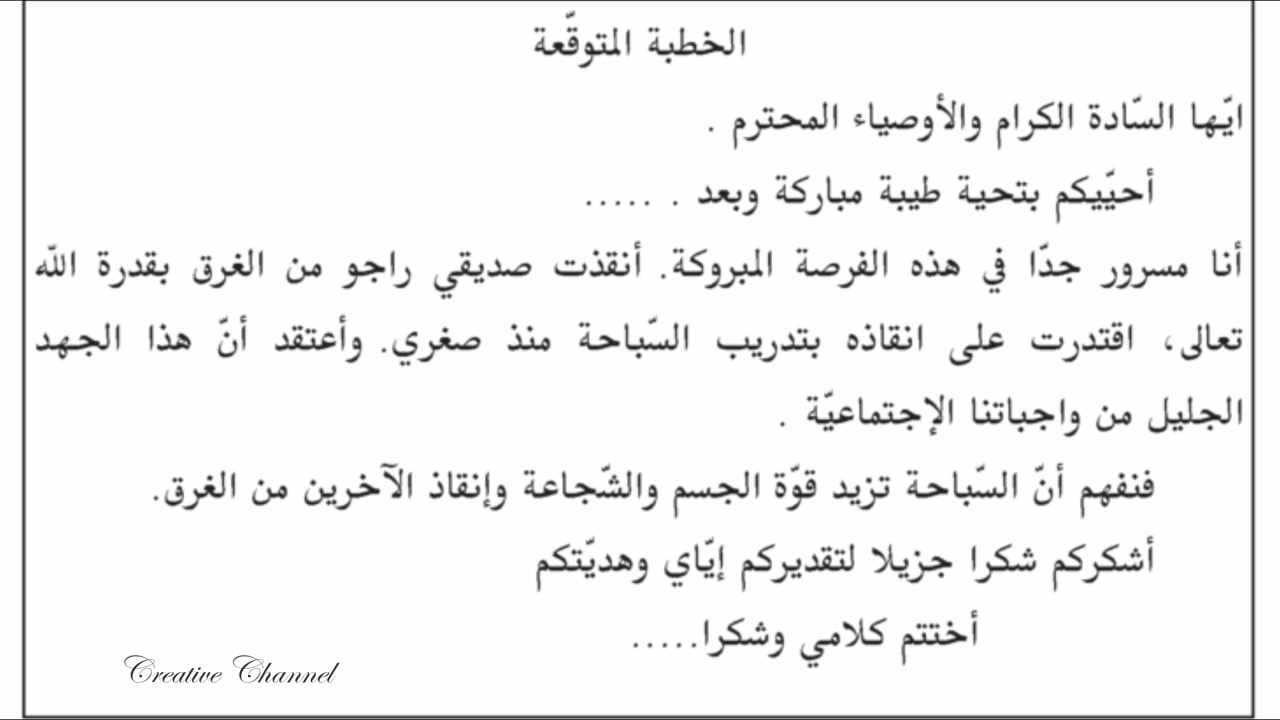 الخطبة المتوقّعة
ايّها السّادة الكرام والأوصياء المحترم .
أحيّيكم بتحية طيبة مباركة وبعد . .....
أنا مسرور جدّا في هذه الفرصة المبروكة. أنقذت صديقي راجو من الغرق بقدرة الله
تعالى، اقتدرت على انقاذه بتدريب السّباحة منذ صغري. وأعتقد أنّ هذا الجهد
الجليل من واجباتنا الإجتماعيّة .
فنفهم أنّ السّباحة تزيد قوّة الجسم والشّجاعة وإنقاذ الآخرين من الغرق.
أشكركم شكرا جزيلا لتقديركم إيّاي وهديّتكم
أختتم كلامي وشكرا.....
Creative Channel